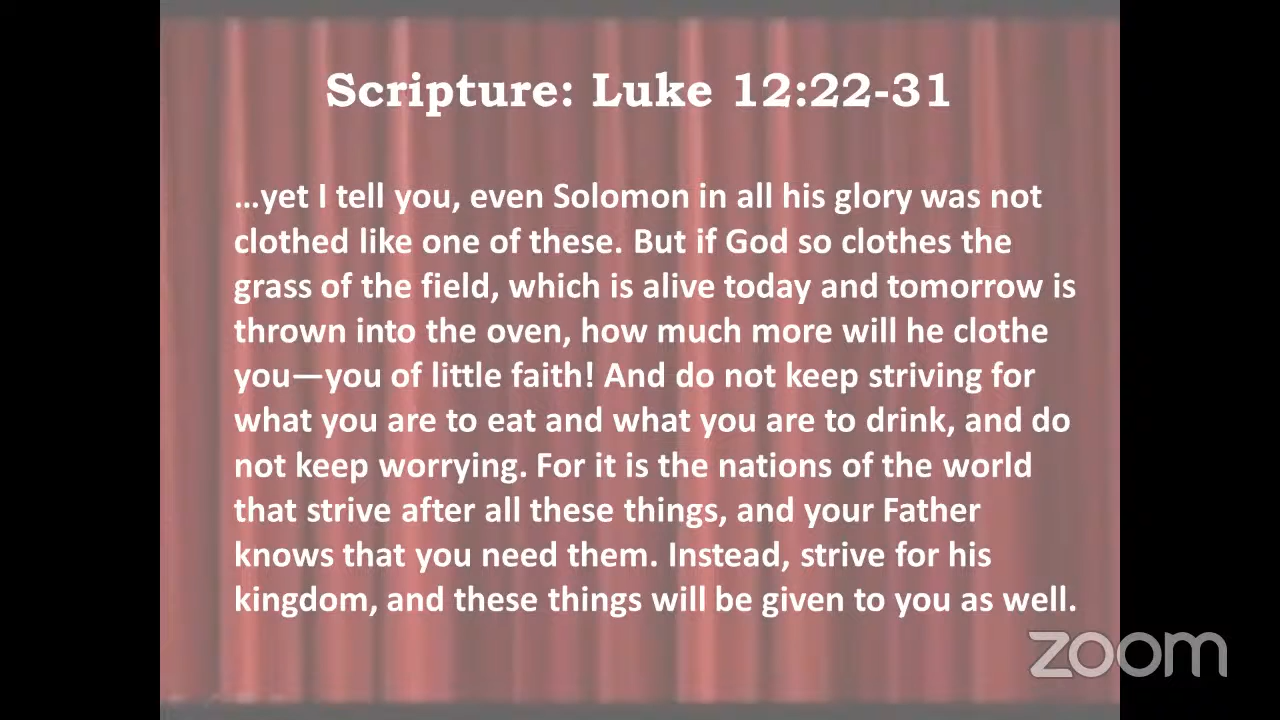 Scripture: Luke 12:22-31
…yet I tell you, even Solomon in all his glory was not
clothed like one of these. But if God so clothes the
grass of the field, which is alive today and tomorrow is
thrown into the oven, how much more will he clothe
you—you of little faith! And do not keep striving for
what you are to eat and what you are to drink, and do
not keep worrying. For it is the nations of the world
that strive after all these things, and your Father
knows that you need them. Instead, strive for his
kingdom, and these things will be given to you as well.
zoom